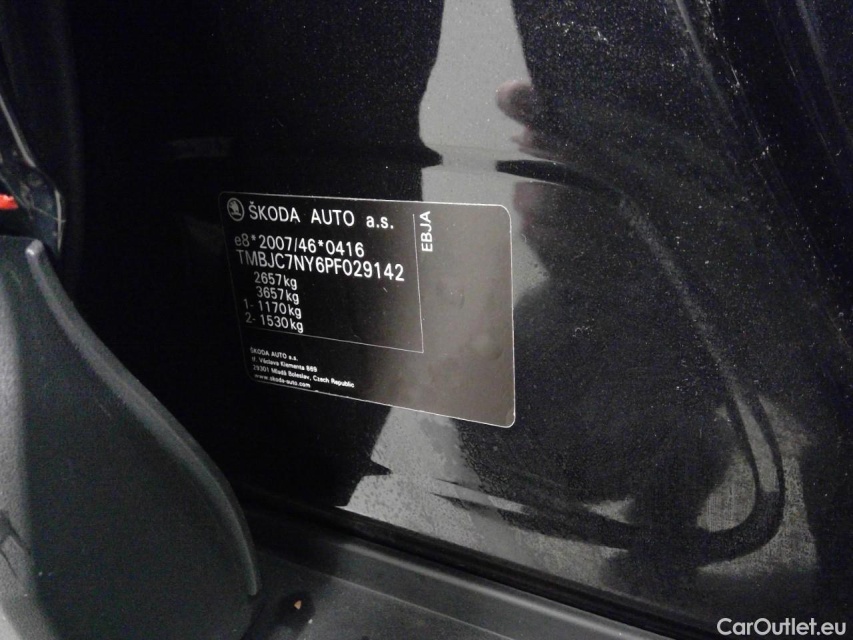 ŠKODA AUTO a.s.
EBJA
e8*2007/46*0416
TMBJC7NY6PF029142
2657kg
3657kg
1- 1170kg
2- 1530kg
ŠKODA AUTO a.s.
tř. Václava Klementa 869
29301 Mladá Boleslav, Czech Republic
www.skoda-auto.com
CarOutlet.eu